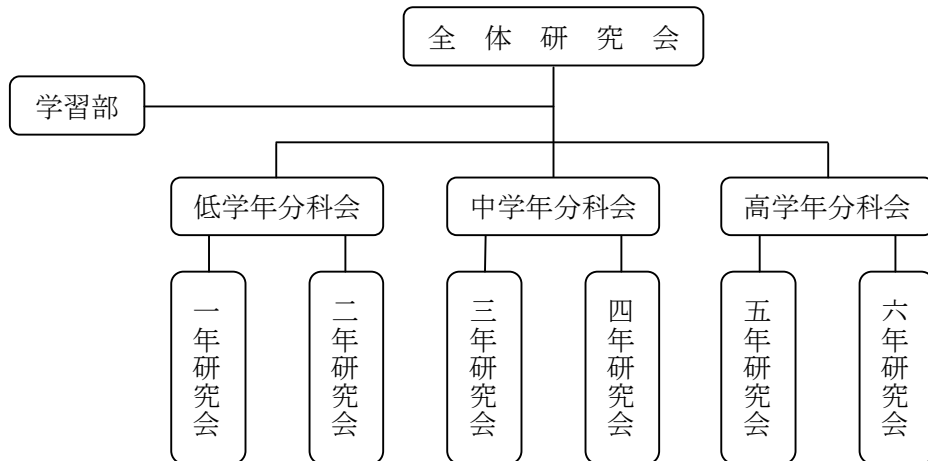 全 体 研 究 会
学習部
低学年分科会
中学年分科会
高学年分科会
一年研究会
二年研究会
三年研究会
四年研究会
五年研究会
六年研究会